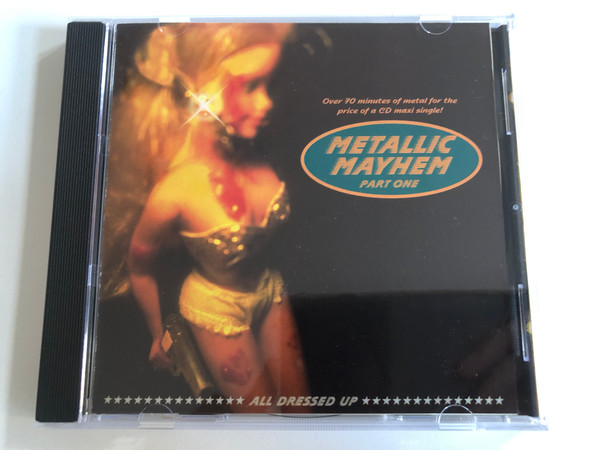 Over 70 minutes of metal for the
price of a CD maxi single!
METALLIC
MAYHEM
PART ONE
ALL DRESSED UP